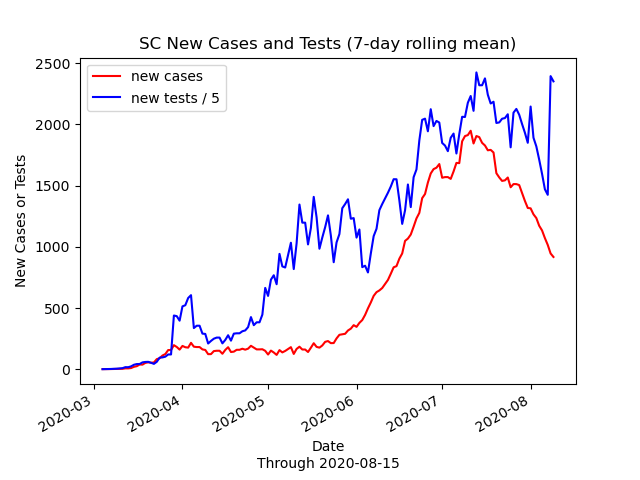 SC New Cases and Tests (7-day rolling mean)
new cases
new tests / 5
New Cases or Tests
2500
2000
1500
1000
500
0
2020-03
2020-04
2020-05
2020-06
2020-07
2020-08
Date
Through 2020-08-15